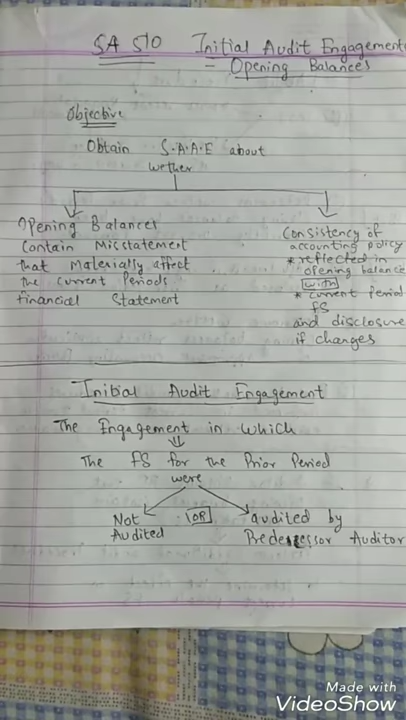 SA 510 Initial Audit Engagement
- Opening Balances
Objective
Obtain S.A.A.E about
wether
Opening Balances
Contain Misstatement
that Materially affect
the Current Periods
Financial Statement
Consistency of
accounting policy
* reflected in
opening balance
with
* current Period
FS
and disclosure
if changes
Initial Audit Engagement
The Engagement in which
The FS for the Prior Period
were
Not
Audited
OR
audited by
Predecessor Auditor
Made with
VideoShow